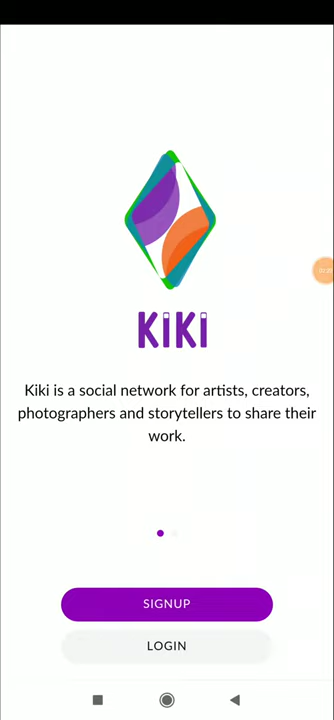 KiKi
Kiki is a social network for artists, creators,
photographers and storytellers to share their
work.
SIGNUP
LOGIN